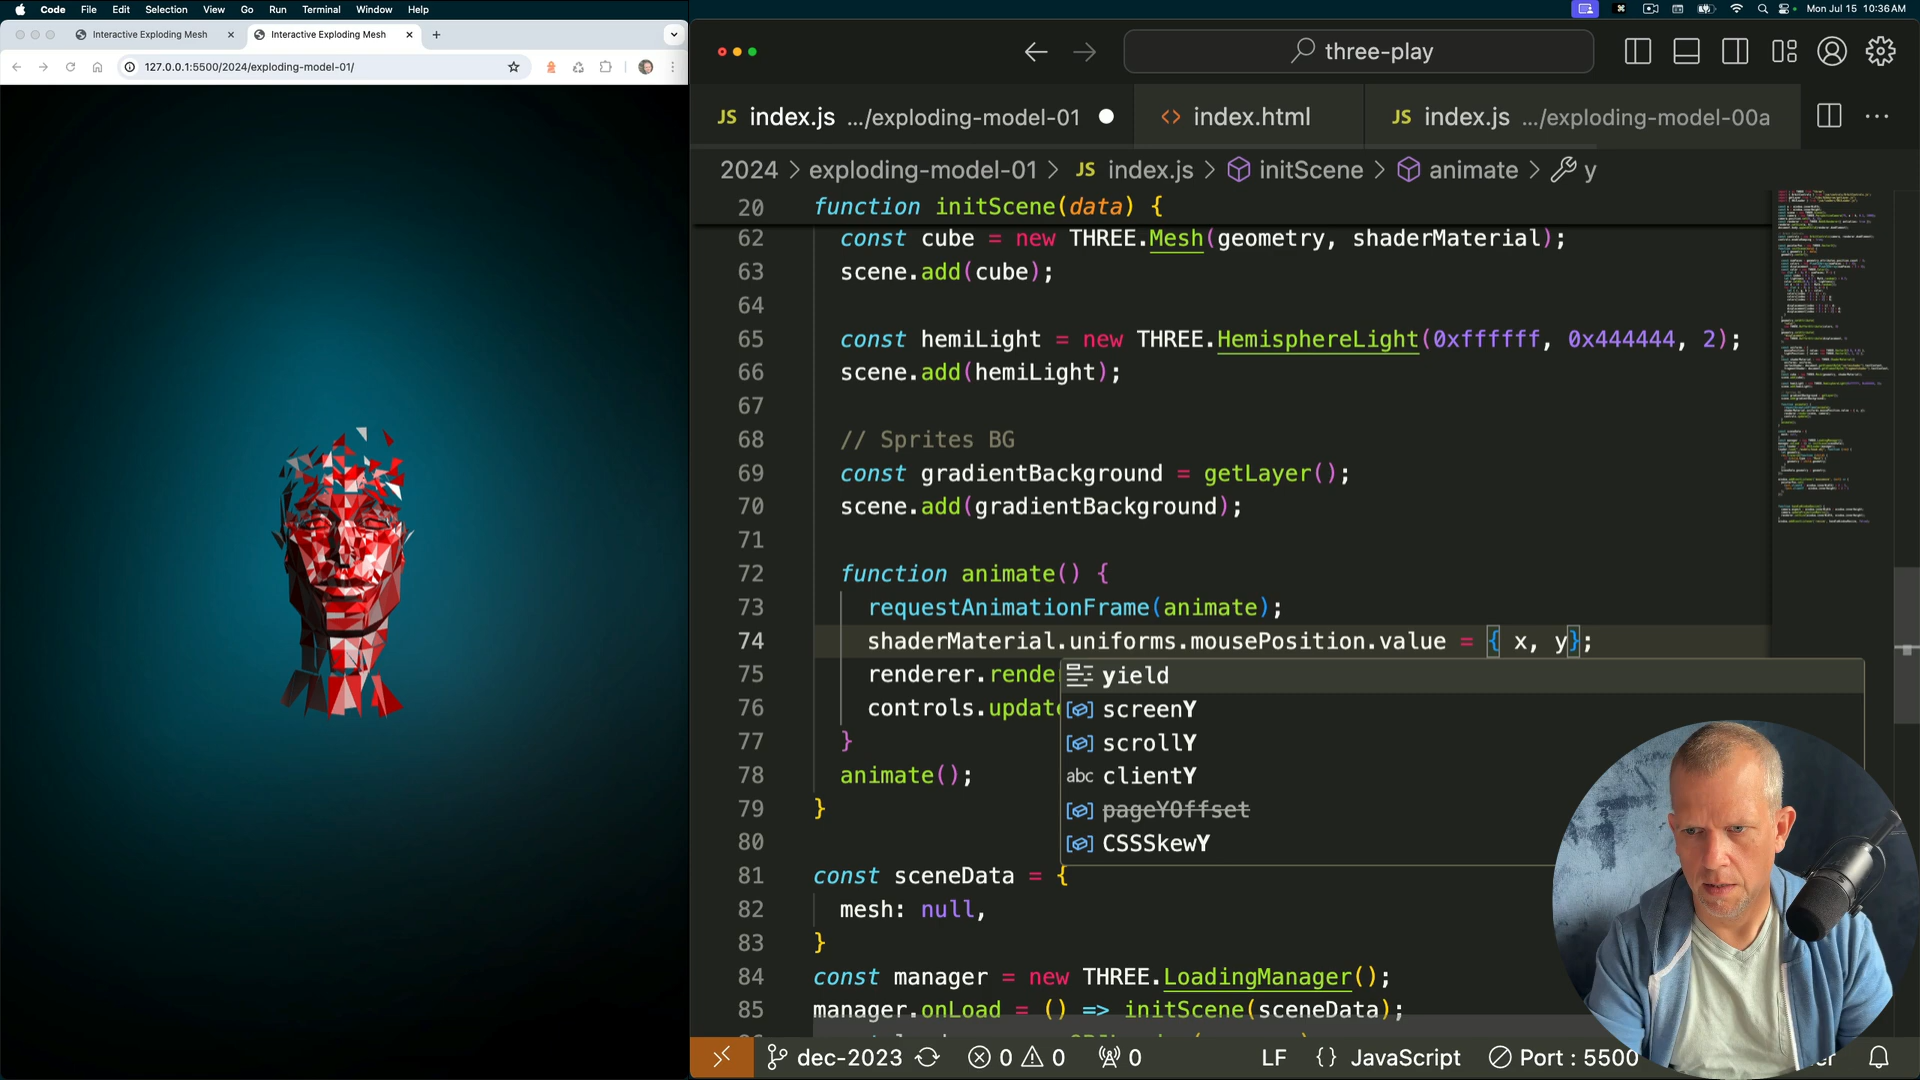 Code File Edit Selection View Go Run Terminal Window Help
Mon Jul 15 10:36 AM
Interactive Exploding Mesh
Interactive Exploding Mesh
127.0.0.1:5500/2024/exploding-model-01/
three-play
JS index.js .../exploding-model-01
<> index.html
JS index.js .../exploding-model-00a
2024 > exploding-model-01 > JS index.js > initScene > animate > y
20 function initScene(data) {
62 const cube = new THREE.Mesh(geometry, shaderMaterial);
63 scene.add(cube);
64
65 const hemiLight = new THREE.HemisphereLight(0xffffff, 0x444444, 2);
66 scene.add(hemiLight);
67
68 // Sprites BG
69 const gradientBackground = getLayer();
70 scene.add(gradientBackground);
71
72 function animate() {
73 requestAnimationFrame(animate);
74 shaderMaterial.uniforms.mousePosition.value = { x, y};
75 renderer.rende
76 controls.update
77 }
78 animate();
79 }
80
81 const sceneData = {
82 mesh: null,
83 }
84 const manager = new THREE.LoadingManager();
85 manager.onLoad = () => initScene(sceneData);
yield
screenY
scrollY
abc clientY
pageYOffset
CSSSkewY
dec-2023 0 0 0 LF {} JavaScript Port : 5500